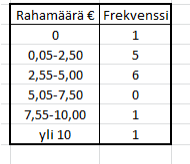 Rahamäärä € Frekvenssi
0 1
0,05-2,50 5
2,55-5,00 6
5,05-7,50 0
7,55-10,00 1
yli 10 1